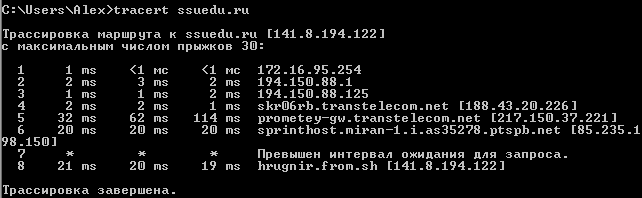 C:\Users\Alex>tracert ssuedu.ru
Трассировка маршрута к ssuedu.ru [141.8.194.122]
с максимальным числом прыжков 30:
1 1 ms <1 мс <1 мс 172.16.95.254
2 2 ms 3 ms 2 ms 194.150.88.1
3 1 ms 1 ms 2 ms 194.150.88.125
4 2 ms 2 ms 1 ms skr06rb.transtelecom.net [188.43.20.226]
5 32 ms 62 ms 114 ms prometey-gw.transtelecom.net [217.150.37.221]
6 20 ms 20 ms 20 ms sprinthost.miran-1.i.as35278.ptspb.net [85.235.1
98.150]
7 * * * Превышен интервал ожидания для запроса.
8 21 ms 20 ms 19 ms hrugnir.from.sh [141.8.194.122]
Трассировка завершена.